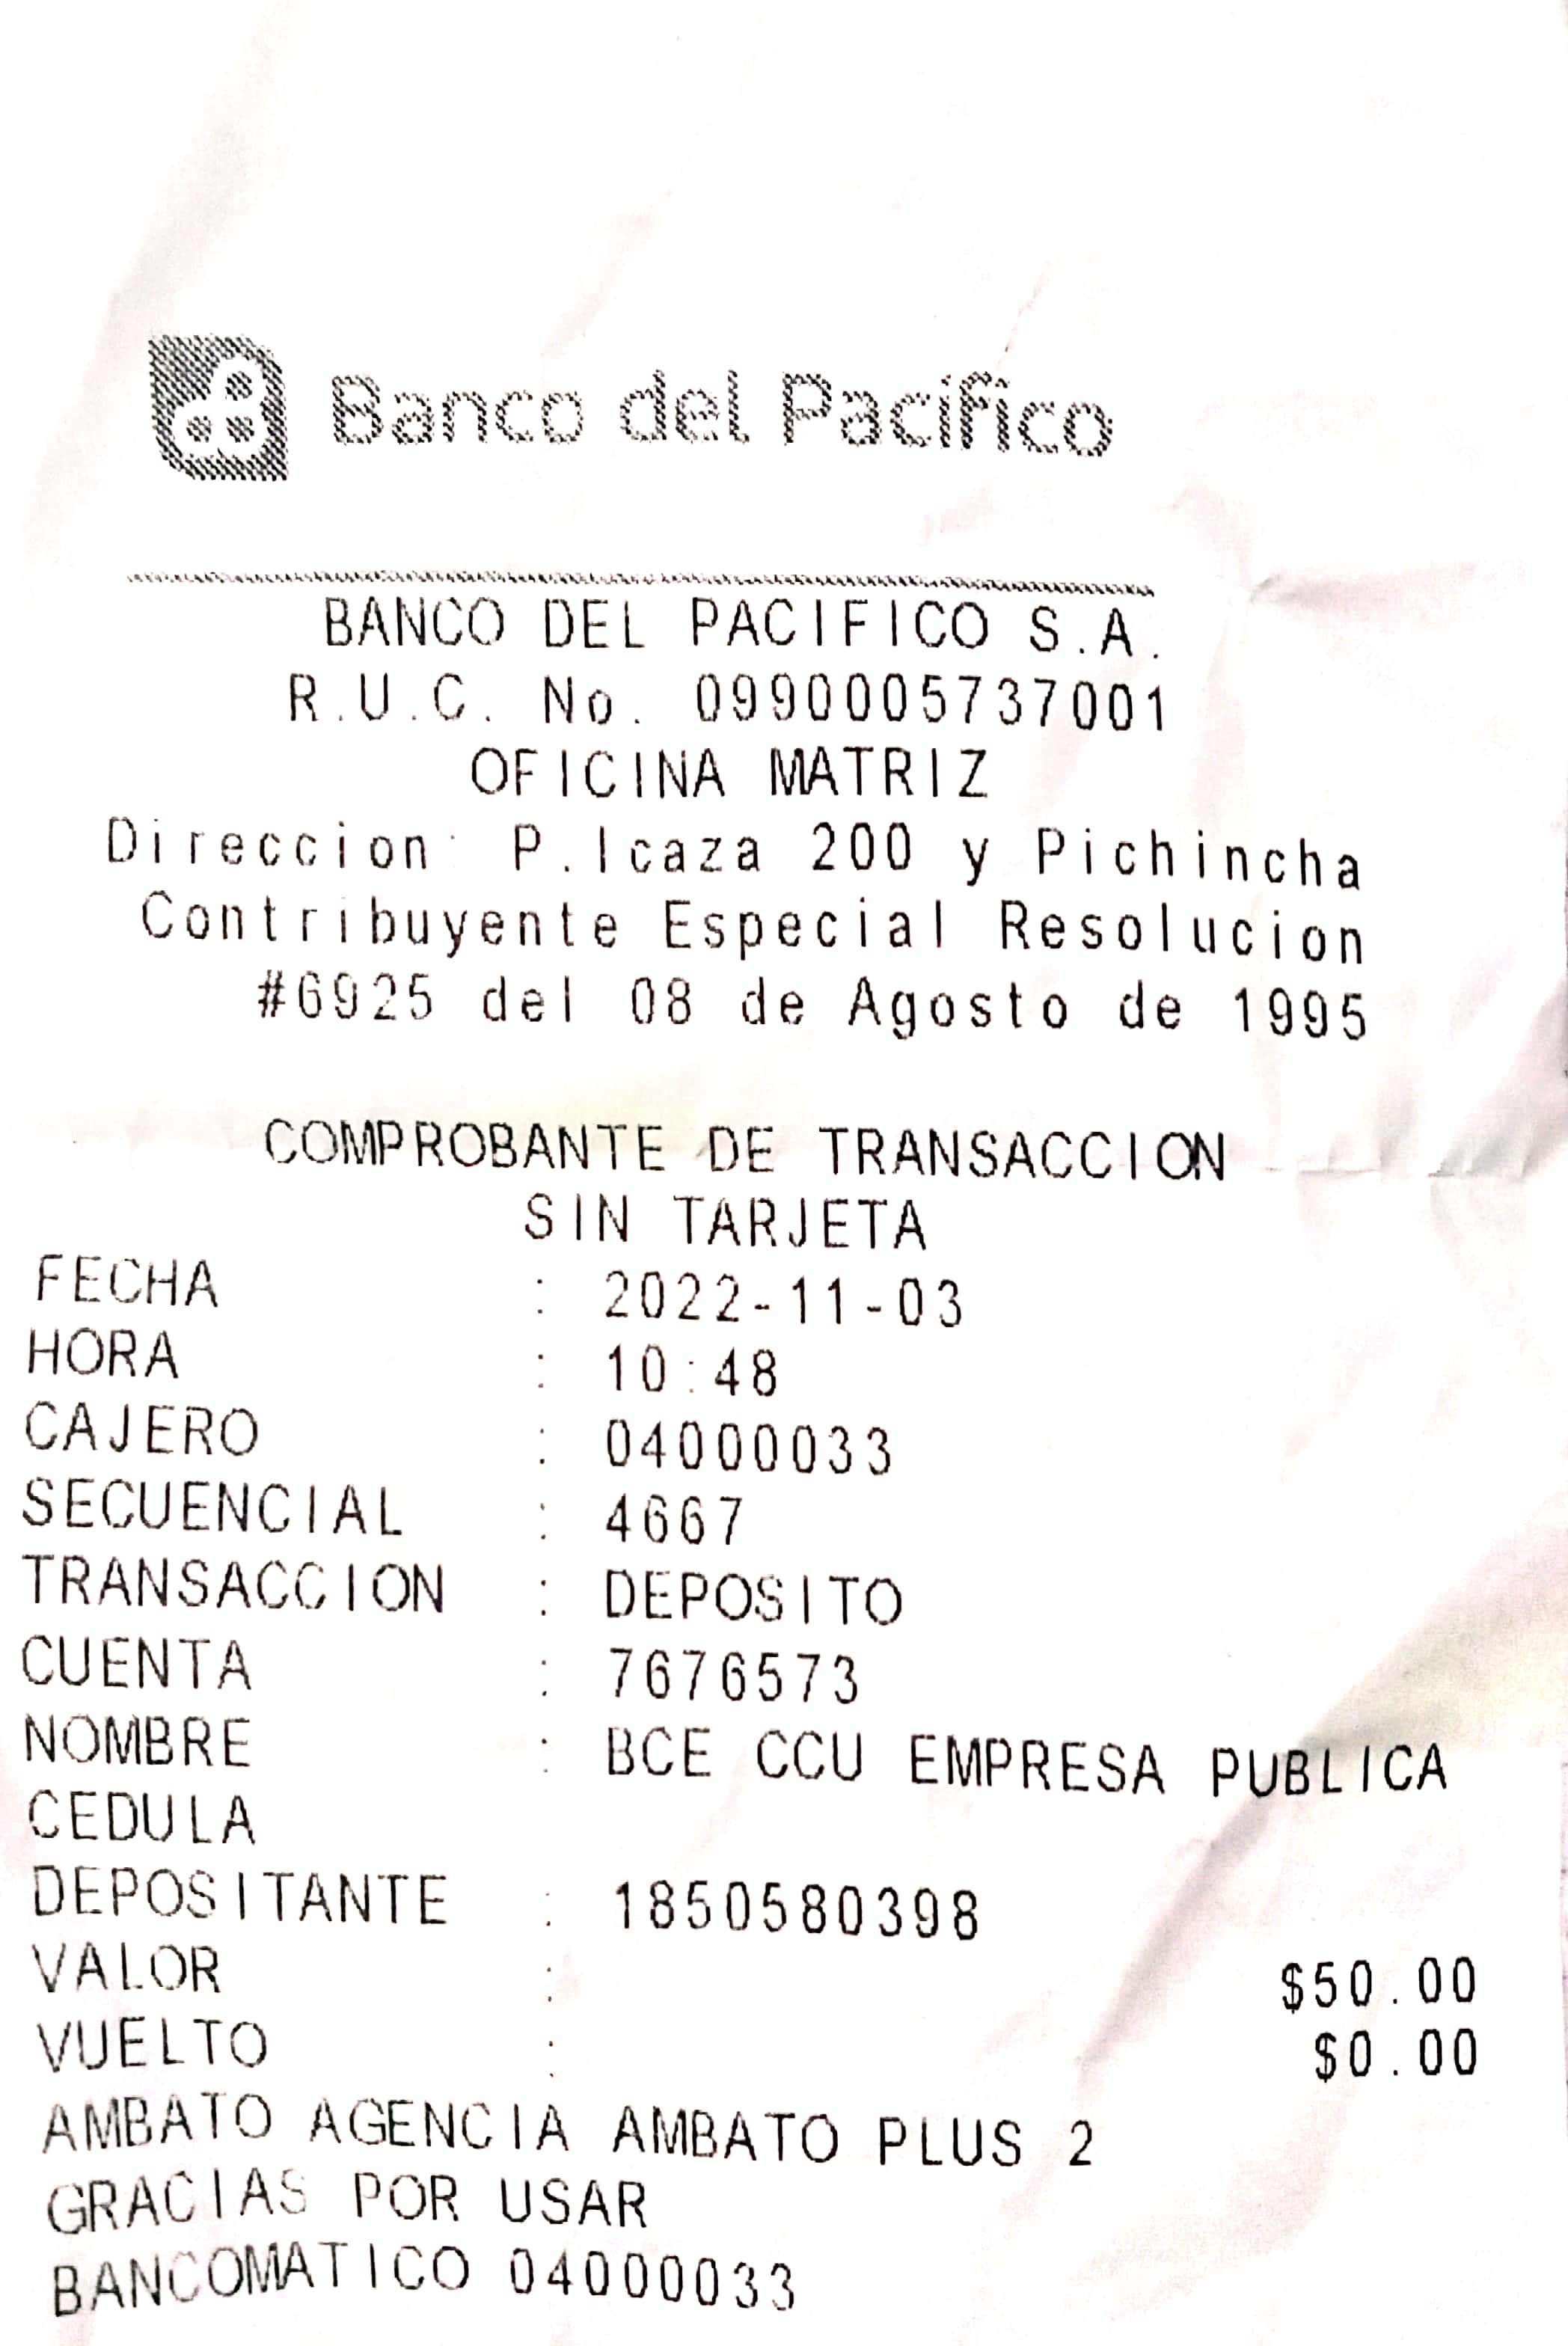 Banco del Pacífico
BANCO DEL PACIFICO S.A.
R.U.C. No. 0990005737001
OFICINA MATRIZ
Direccion: P.Icaza 200 y Pichincha
Contribuyente Especial Resolucion
#6925 del 08 de Agosto de 1995
COMPROBANTE DE TRANSACCION
SIN TARJETA
FECHA : 2022-11-03
HORA : 10:48
CAJERO : 04000033
SECUENCIAL : 4667
TRANSACCION : DEPOSITO
CUENTA : 7676573
NOMBRE : BCE CCU EMPRESA PUBLICA
CEDULA
DEPOSITANTE : 1850580398
VALOR : $50.00
VUELTO : $0.00
AMBATO AGENCIA AMBATO PLUS 2
GRACIAS POR USAR
BANCOMATICO 04000033